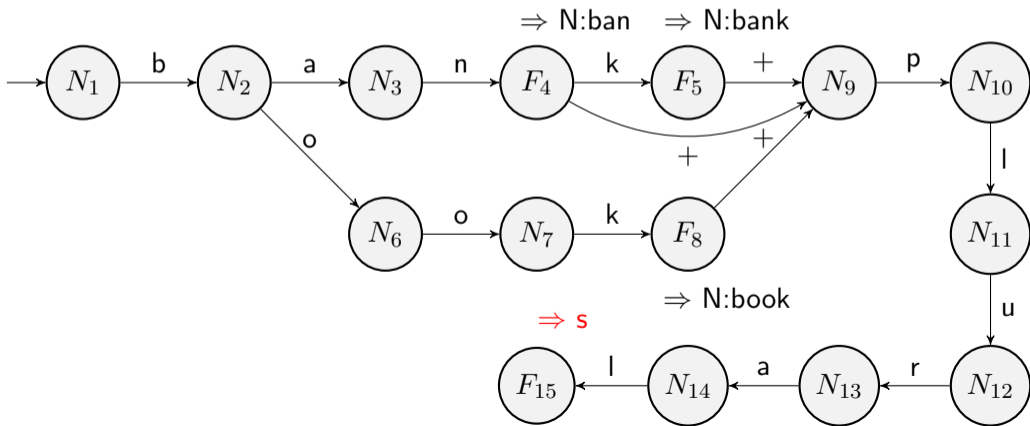 ⇒ N:ban ⇒ N:bank
N₁ b N₂ a N₃ n F₄ k F₅ + N₉ p N₁₀
o + + l
N₆ o N₇ k F₈ N₁₁
⇒ N:book u
⇒ s
F₁₅ l N₁₄ a N₁₃ r N₁₂